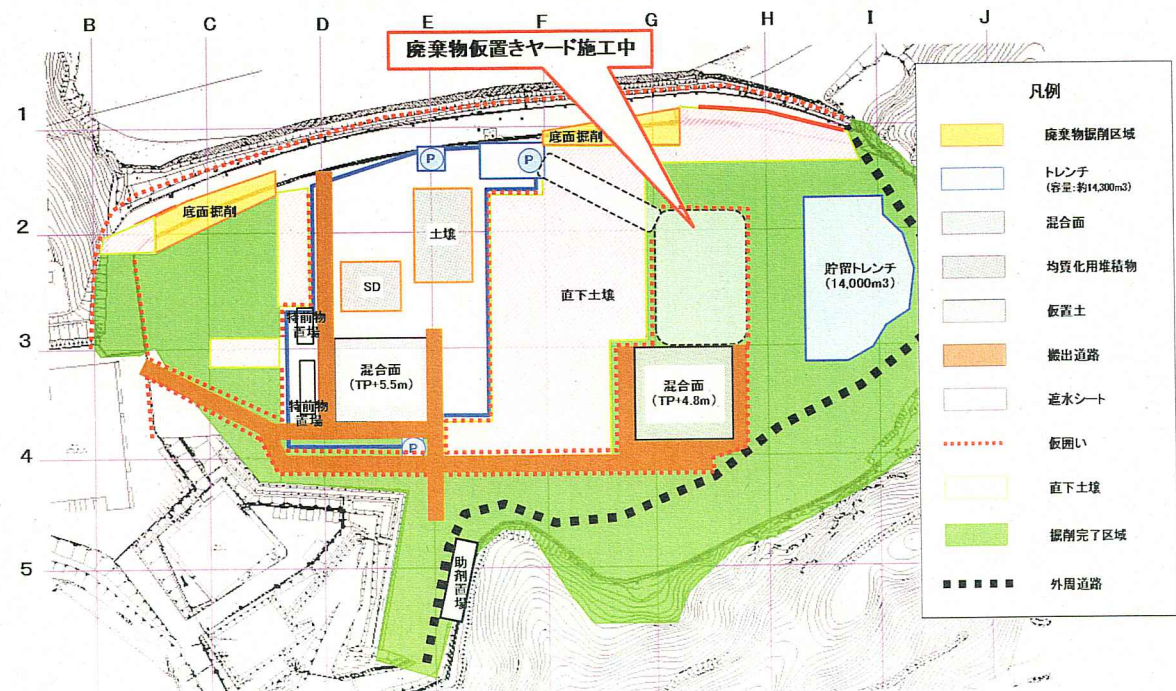 B C D E F G H I J
廃棄物仮置きヤード施工中
1
2
3
4
5
底面掘削
底面掘削
P
P
土壌
SD
直下土壌
貯留トレンチ
(14,000m3)
特前物
置場
混合面
(TP+5.5m)
特前物
置場
混合面
(TP+4.8m)
P
助剤置場
凡例
廃棄物掘削区域
トレンチ
(容量:約14,300m3)
混合面
均質化用堆積物
仮置土
搬出道路
遮水シート
仮囲い
直下土壌
掘削完了区域
外周道路